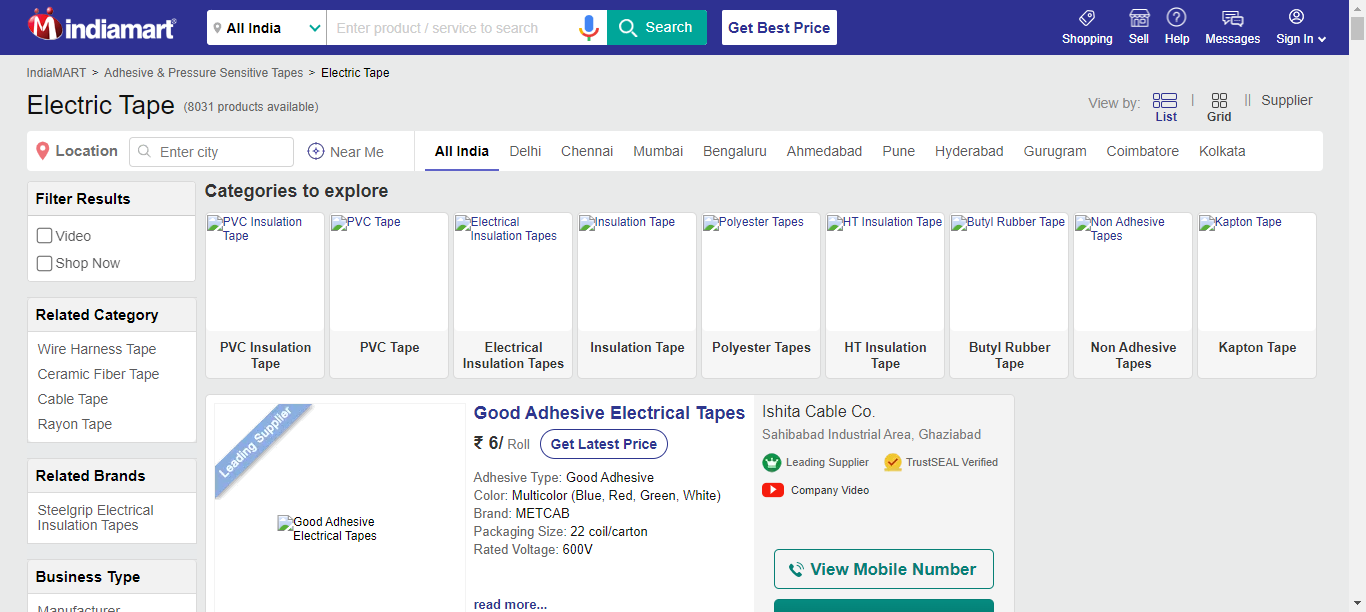 indiamart
All India
Enter product / service to search
Search
Get Best Price
Shopping
Sell
Help
Messages
Sign In
IndiaMART > Adhesive & Pressure Sensitive Tapes > Electric Tape
Electric Tape (8031 products available)
View by:
List
|
Grid
||
Supplier
Location
Enter city
Near Me
All India
Delhi
Chennai
Mumbai
Bengaluru
Ahmedabad
Pune
Hyderabad
Gurugram
Coimbatore
Kolkata
Filter Results
Video
Shop Now
Related Category
Wire Harness Tape
Ceramic Fiber Tape
Cable Tape
Rayon Tape
Related Brands
Steelgrip Electrical
Insulation Tapes
Business Type
Manufacturer
Categories to explore
PVC Insulation
Tape
PVC Tape
Electrical
Insulation Tapes
Insulation Tape
Polyester Tapes
HT Insulation Tape
Butyl Rubber Tape
Non Adhesive
Tapes
Kapton Tape
PVC Insulation
Tape
PVC Tape
Electrical
Insulation Tapes
Insulation Tape
Polyester Tapes
HT Insulation
Tape
Butyl Rubber
Tape
Non Adhesive
Tapes
Kapton Tape
Leading Supplier
Good Adhesive
Electrical Tapes
Good Adhesive Electrical Tapes
₹ 6/ Roll
Get Latest Price
Adhesive Type: Good Adhesive
Color: Multicolor (Blue, Red, Green, White)
Brand: METCAB
Packaging Size: 22 coil/carton
Rated Voltage: 600V
read more...
Ishita Cable Co.
Sahibabad Industrial Area, Ghaziabad
Leading Supplier
TrustSEAL Verified
Company Video
View Mobile Number